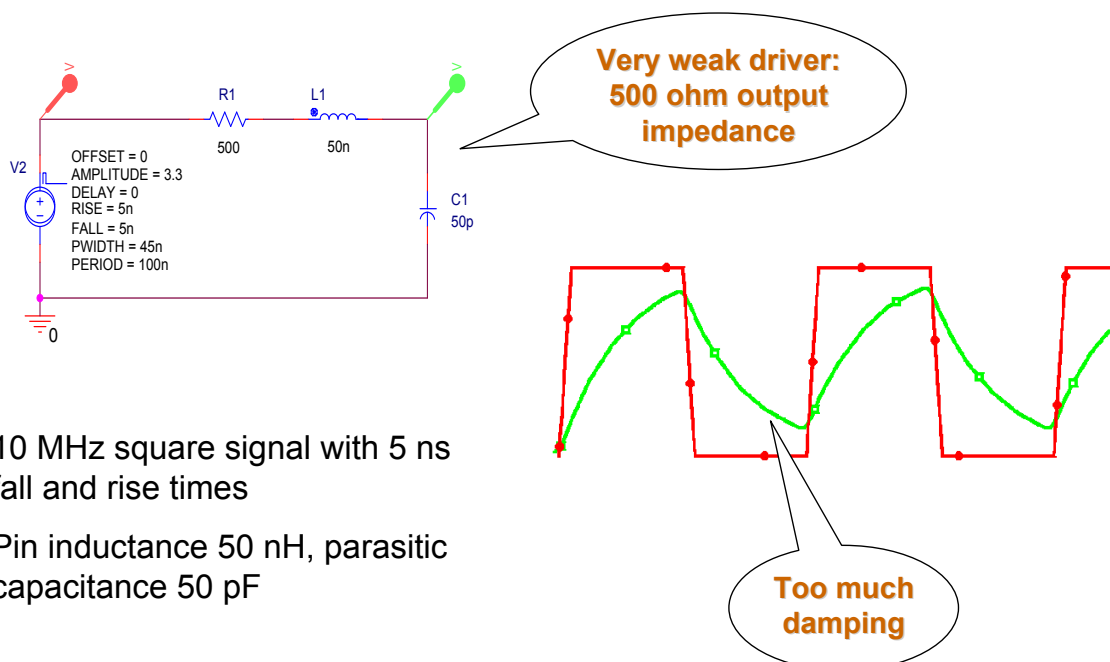 Very weak driver:
500 ohm output
impedance
V
V
R1
L1
500
50n
V2
OFFSET = 0
AMPLITUDE = 3.3
DELAY = 0
RISE = 5n
FALL = 5n
PWIDTH = 45n
PERIOD = 100n
+
−
C1
50p
0
10 MHz square signal with 5 ns
fall and rise times
Pin inductance 50 nH, parasitic
capacitance 50 pF
Too much
damping